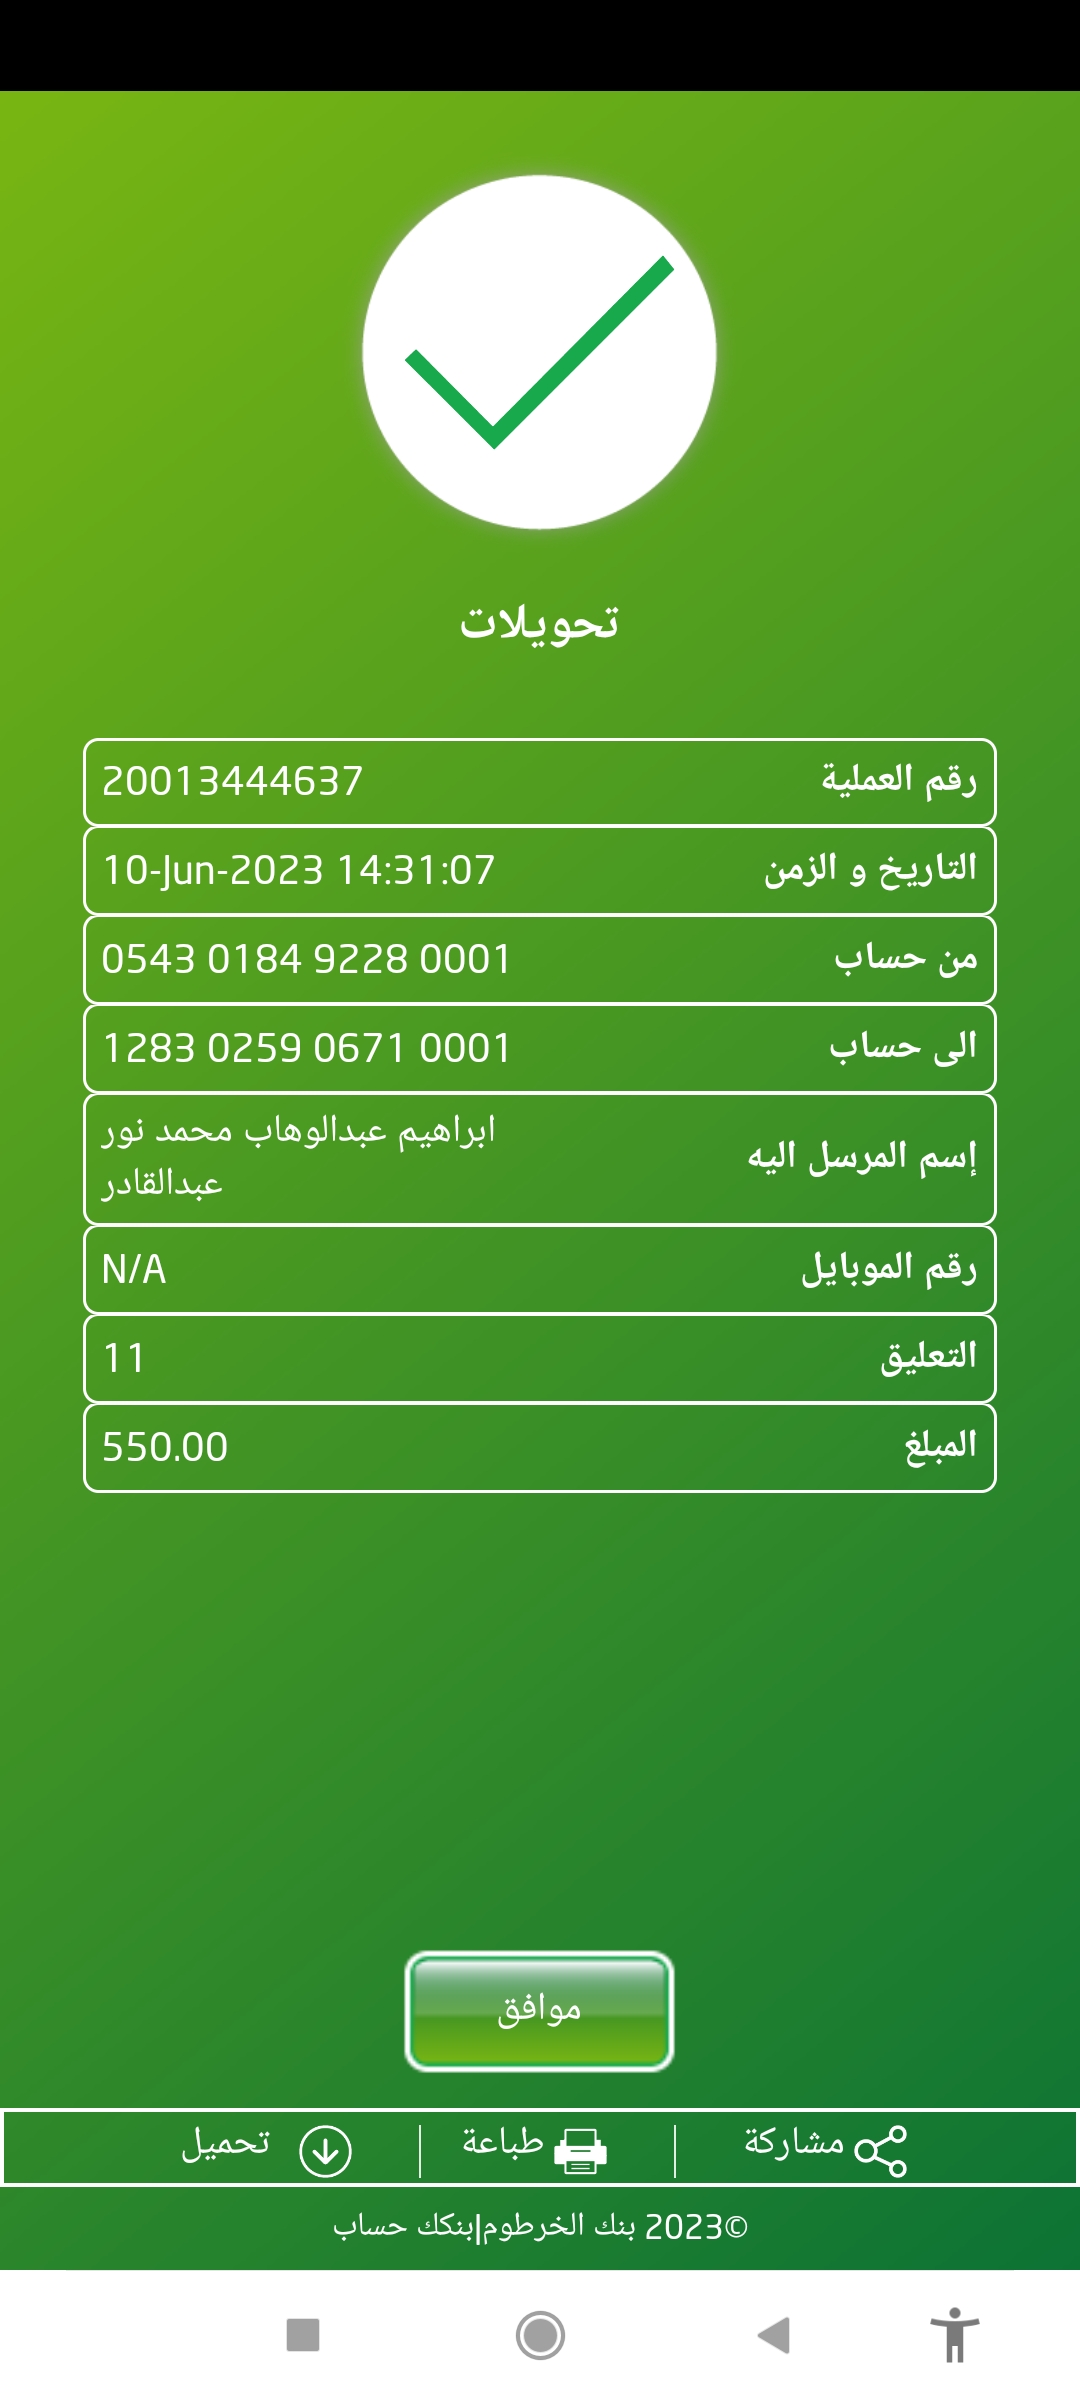 تحويلات
رقم العملية 20013444637
التاريخ و الزمن 10-Jun-2023 14:31:07
من حساب 0543 0184 9228 0001
الى حساب 1283 0259 0671 0001
إسم المرسل اليه ابراهيم عبدالوهاب محمد نور
عبدالقادر
رقم الموبايل N/A
التعليق 11
المبلغ 550.00
موافق
مشاركة طباعة تحميل
©2023 بنك الخرطوم|بنكك حساب